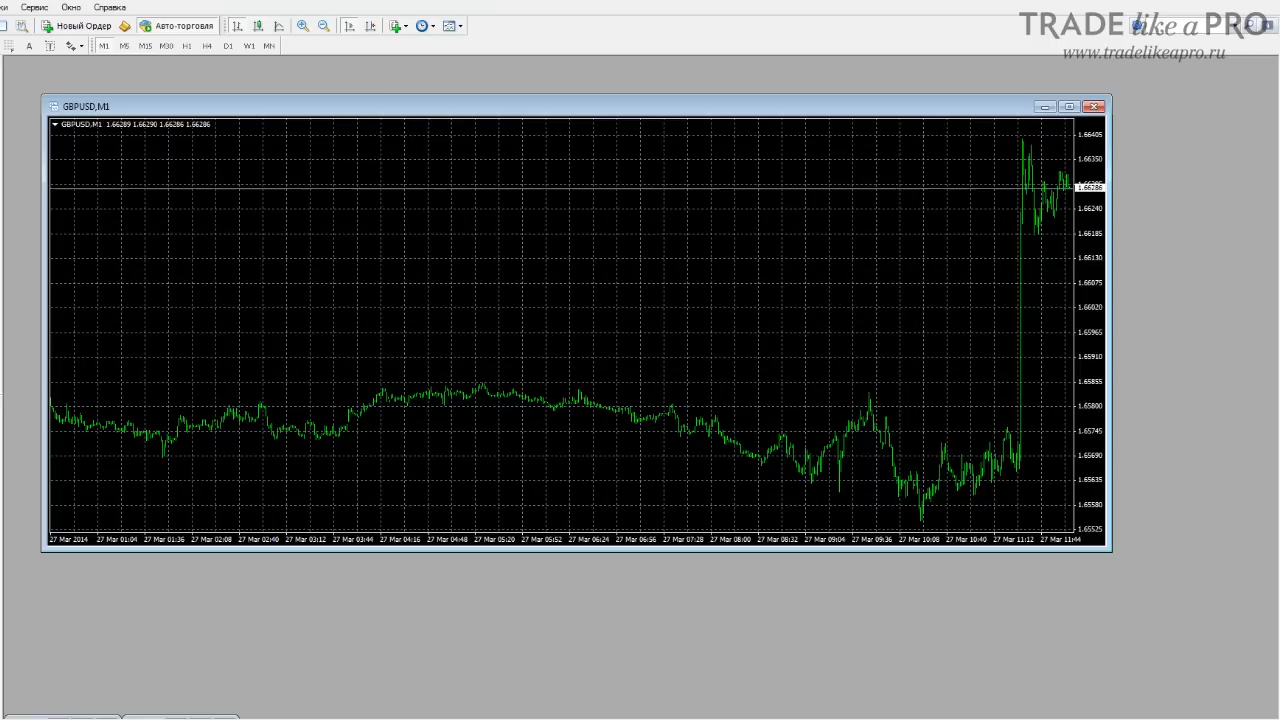 ки Сервис Окно Справка
Новый Ордер Авто-торговля
TRADE like a PRO
www.tradelikeapro.ru
A T M1 M5 M15 M30 H1 H4 D1 W1 MN
GBPUSD,M1
GBPUSD,M1 1.66289 1.66290 1.66286 1.66286
1.66405
1.66350
1.66286
1.66240
1.66185
1.66130
1.66075
1.66020
1.65965
1.65910
1.65855
1.65800
1.65745
1.65690
1.65635
1.65580
1.65525
27 Mar 2014 27 Mar 01:04 27 Mar 01:36 27 Mar 02:08 27 Mar 02:40 27 Mar 03:12 27 Mar 03:44 27 Mar 04:16 27 Mar 04:48 27 Mar 05:20 27 Mar 05:52 27 Mar 06:24 27 Mar 06:56 27 Mar 07:28 27 Mar 08:00 27 Mar 08:32 27 Mar 09:04 27 Mar 09:36 27 Mar 10:08 27 Mar 10:40 27 Mar 11:12 27 Mar 11:44